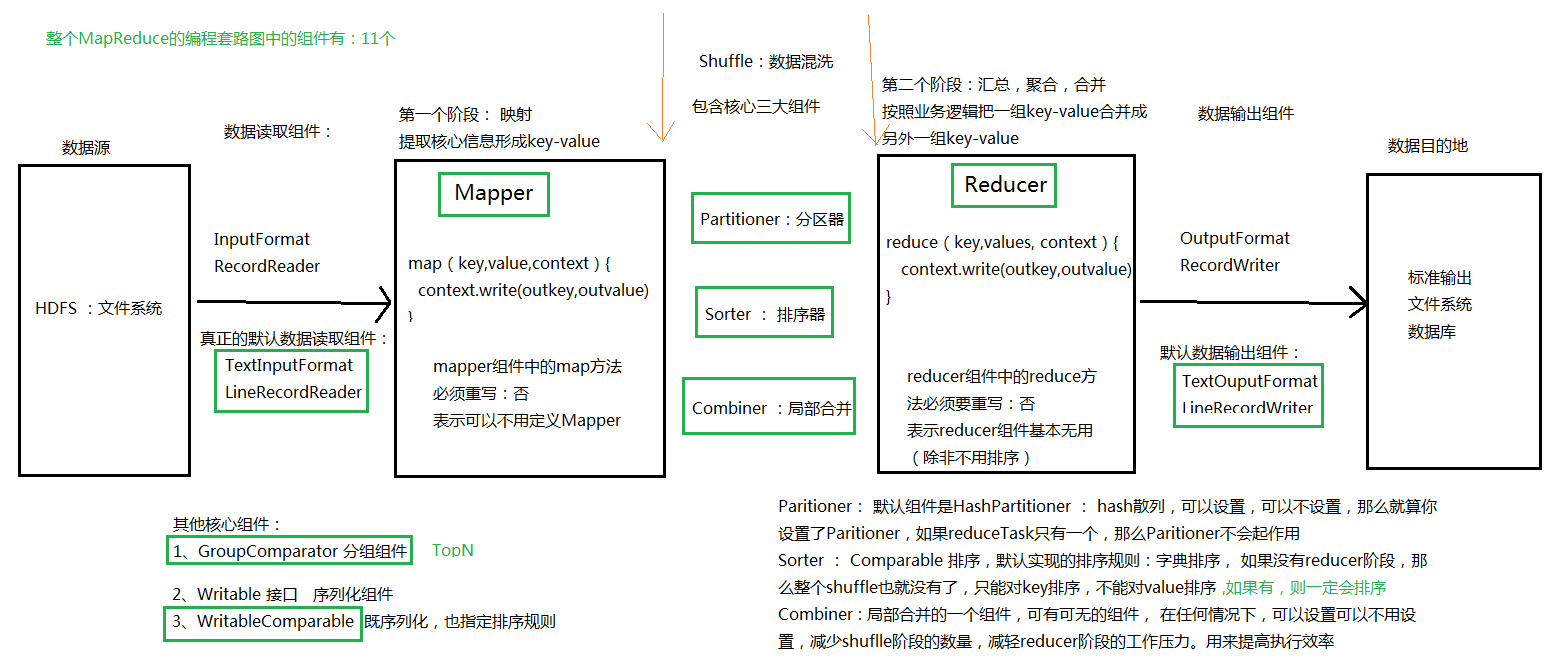 整个MapReduce的编程套路图中的组件有：11个
Shuffle：数据混洗
包含核心三大组件
数据源
HDFS ：文件系统
数据读取组件：
InputFormat
RecordReader
真正的默认数据读取组件：
TextInputFormat
LineRecordReader
第一个阶段： 映射
提取核心信息形成key-value
Mapper
map（key,value,context）{
context.write(outkey,outvalue)
}
mapper组件中的map方法
必须重写：否
表示可以不用定义Mapper
Partitioner：分区器
Sorter ： 排序器
Combiner ：局部合并
第二个阶段：汇总，聚合，合并
按照业务逻辑把一组key-value合并成
另外一组key-value
Reducer
reduce（key,values, context）{
context.write(outkey,outvalue)
}
reducer组件中的reduce方
法必须要重写：否
表示reducer组件基本无用
（除非不用排序）
数据输出组件
OutputFormat
RecordWriter
默认数据输出组件：
TextOuputFormat
LineRecordWriter
数据目的地
标准输出
文件系统
数据库
其他核心组件：
1、GroupComparator 分组组件
TopN
2、Writable 接口 序列化组件
3、WritableComparable 既序列化，也指定排序规则
Paritioner： 默认组件是HashPartitioner ： hash散列，可以设置，可以不设置，那么就算你
设置了Paritioner，如果reduceTask只有一个，那么Paritioner不会起作用
Sorter ： Comparable 排序，默认实现的排序规则：字典排序， 如果没有reducer阶段，那
么整个shuffle也就没有了，只能对key排序，不能对value排序 ,如果有，则一定会排序
Combiner : 局部合并的一个组件，可有可无的组件， 在任何情况下，可以设置可以不用设
置，减少shuflle阶段的数量，减轻reducer阶段的工作压力。用来提高执行效率